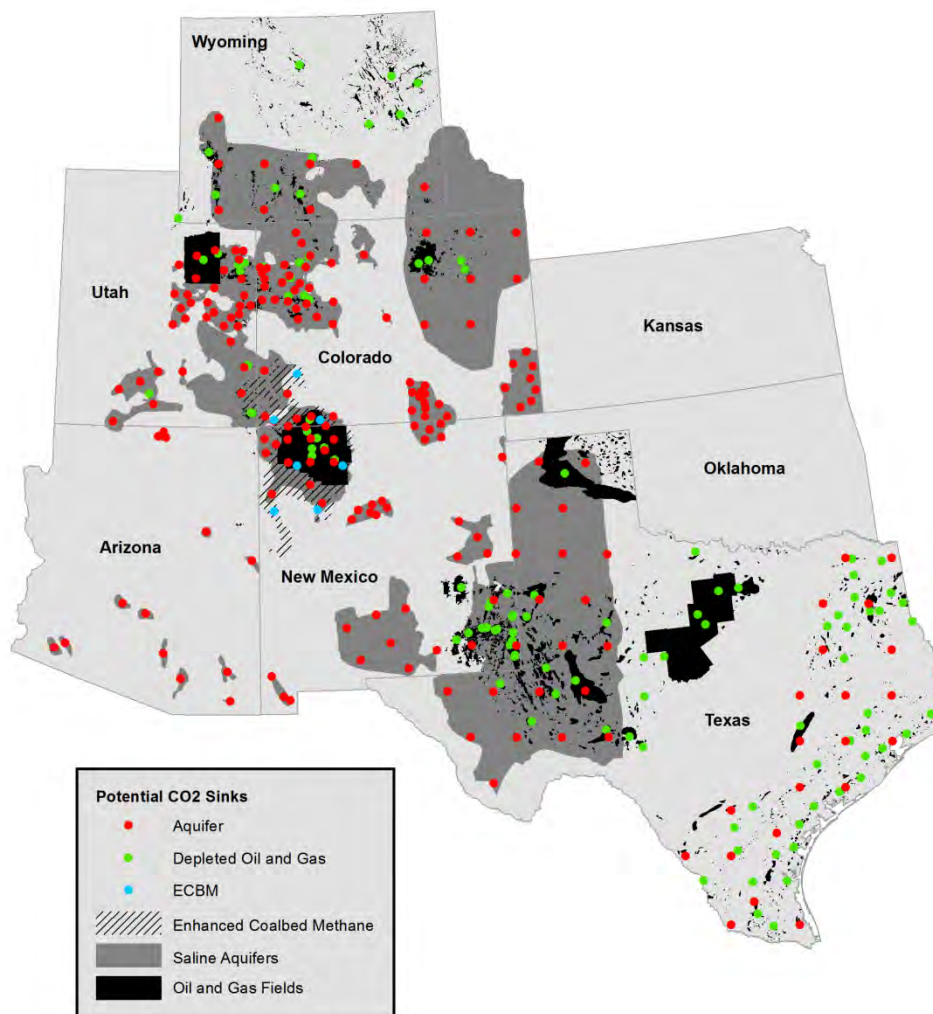 Wyoming
Utah
Colorado
Kansas
Oklahoma
Arizona
New Mexico
Texas
Potential CO2 Sinks
Aquifer
Depleted Oil and Gas
ECBM
Enhanced Coalbed Methane
Saline Aquifers
Oil and Gas Fields